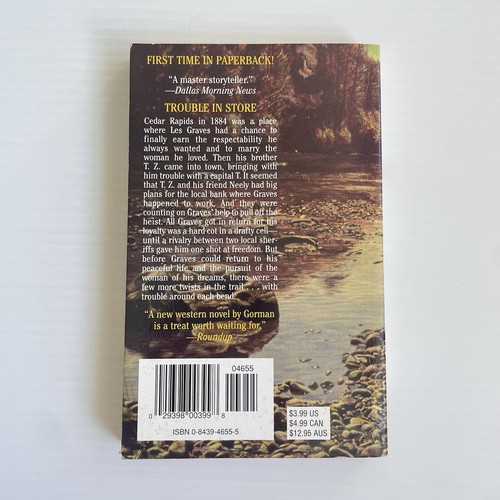 FIRST TIME IN PAPERBACK!
"A master storyteller."
—Dallas Morning News
TROUBLE IN STORE
Cedar Rapids in 1884 was a place
where Les Graves had a chance to
finally earn the respectability he
always wanted and to marry the
woman he loved. Then his brother
T. Z. came into town, bringing with
him trouble with a capital T. It seemed
that T. Z. and his friend Neely had big
plans for the local bank where Graves
happened to work. And they were
counting on Graves' help to pull off the
heist. All Graves got in return for his
loyalty was a hard cot in a drafty cell—
until a rivalry between two local sher-
iffs gave him one shot at freedom. But
before Graves could return to his
peaceful life and the pursuit of the
woman of his dreams, there were a
few more twists in the trail . . . with
trouble around each bend.
"A new western novel by Gorman
is a treat worth waiting for."
—Roundup
04655
0 29398 00399 8
ISBN 0-8439-4655-5
$3.99 US
$4.99 CAN
$12.95 AUS